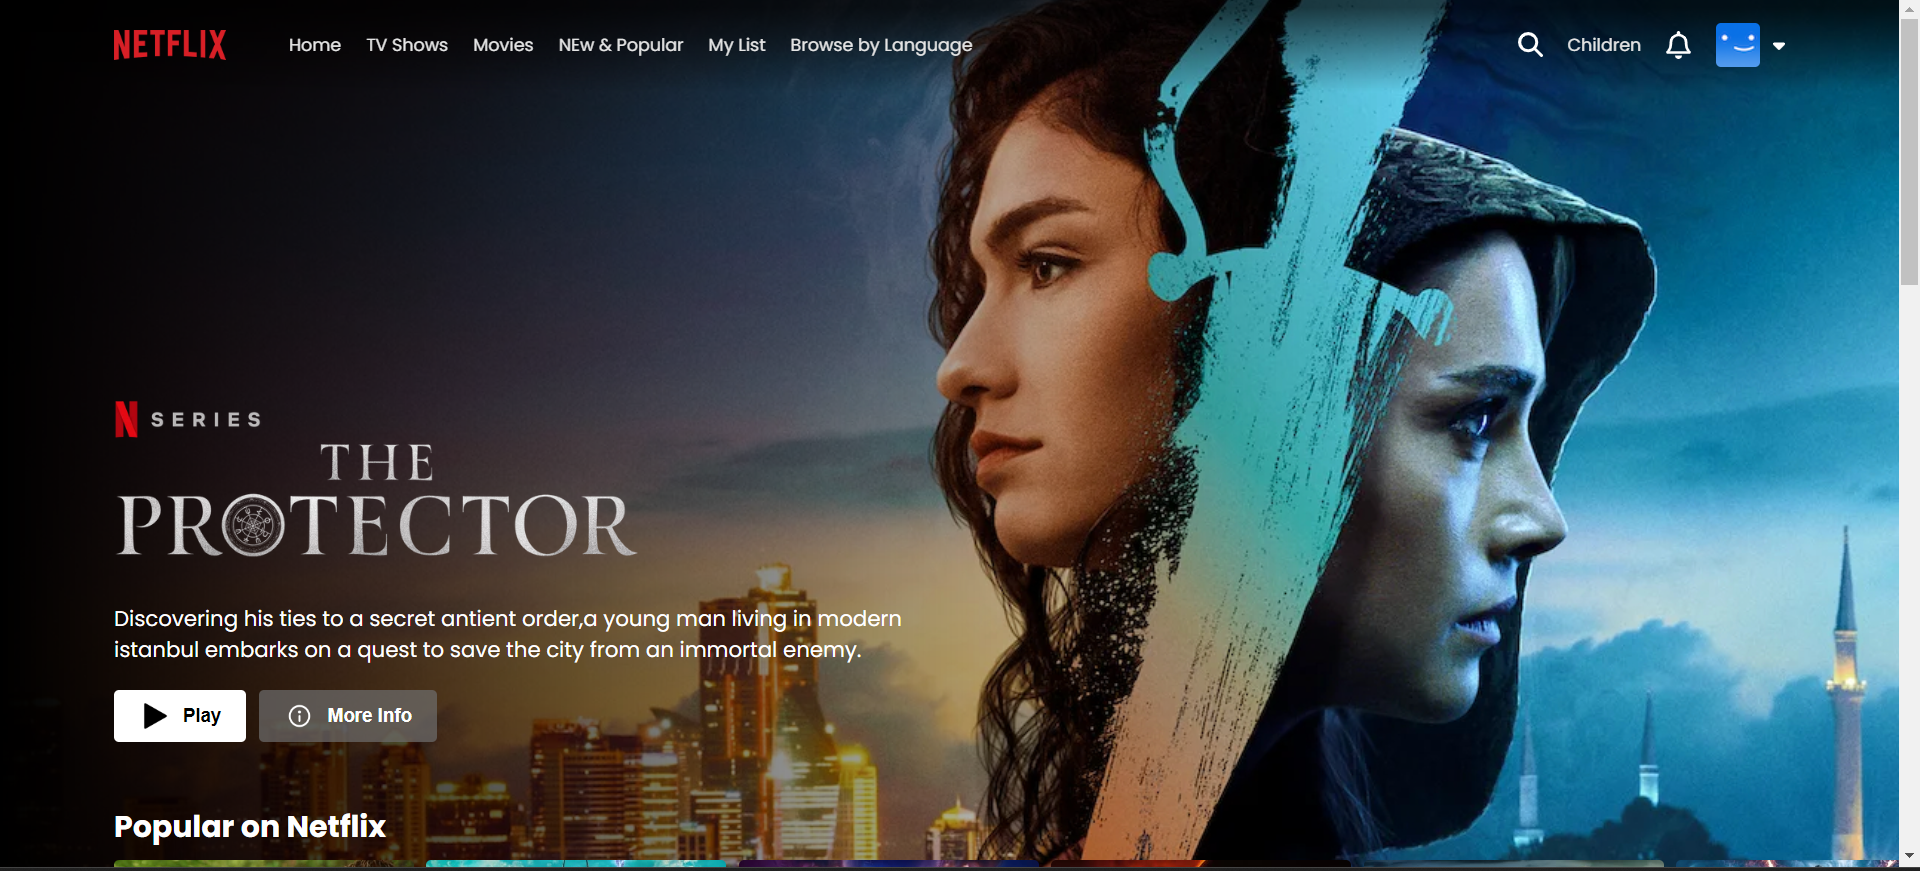 NETFLIX Home TV Shows Movies NEw & Popular My List Browse by Language Children
N SERIES
THE
PROTECTOR
Discovering his ties to a secret antient order,a young man living in modern
istanbul embarks on a quest to save the city from an immortal enemy.
Play More Info
Popular on Netflix